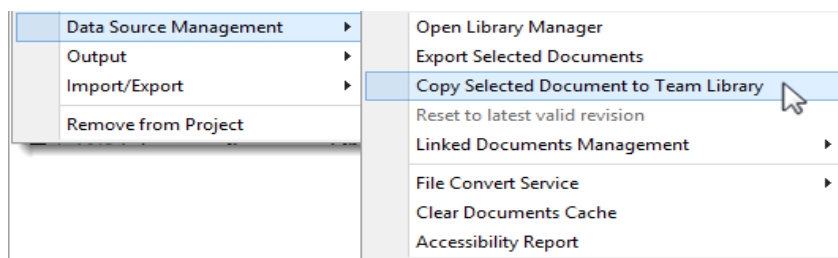 Data Source Management
Output
Import/Export
Remove from Project
Open Library Manager
Export Selected Documents
Copy Selected Document to Team Library
Reset to latest valid revision
Linked Documents Management
File Convert Service
Clear Documents Cache
Accessibility Report